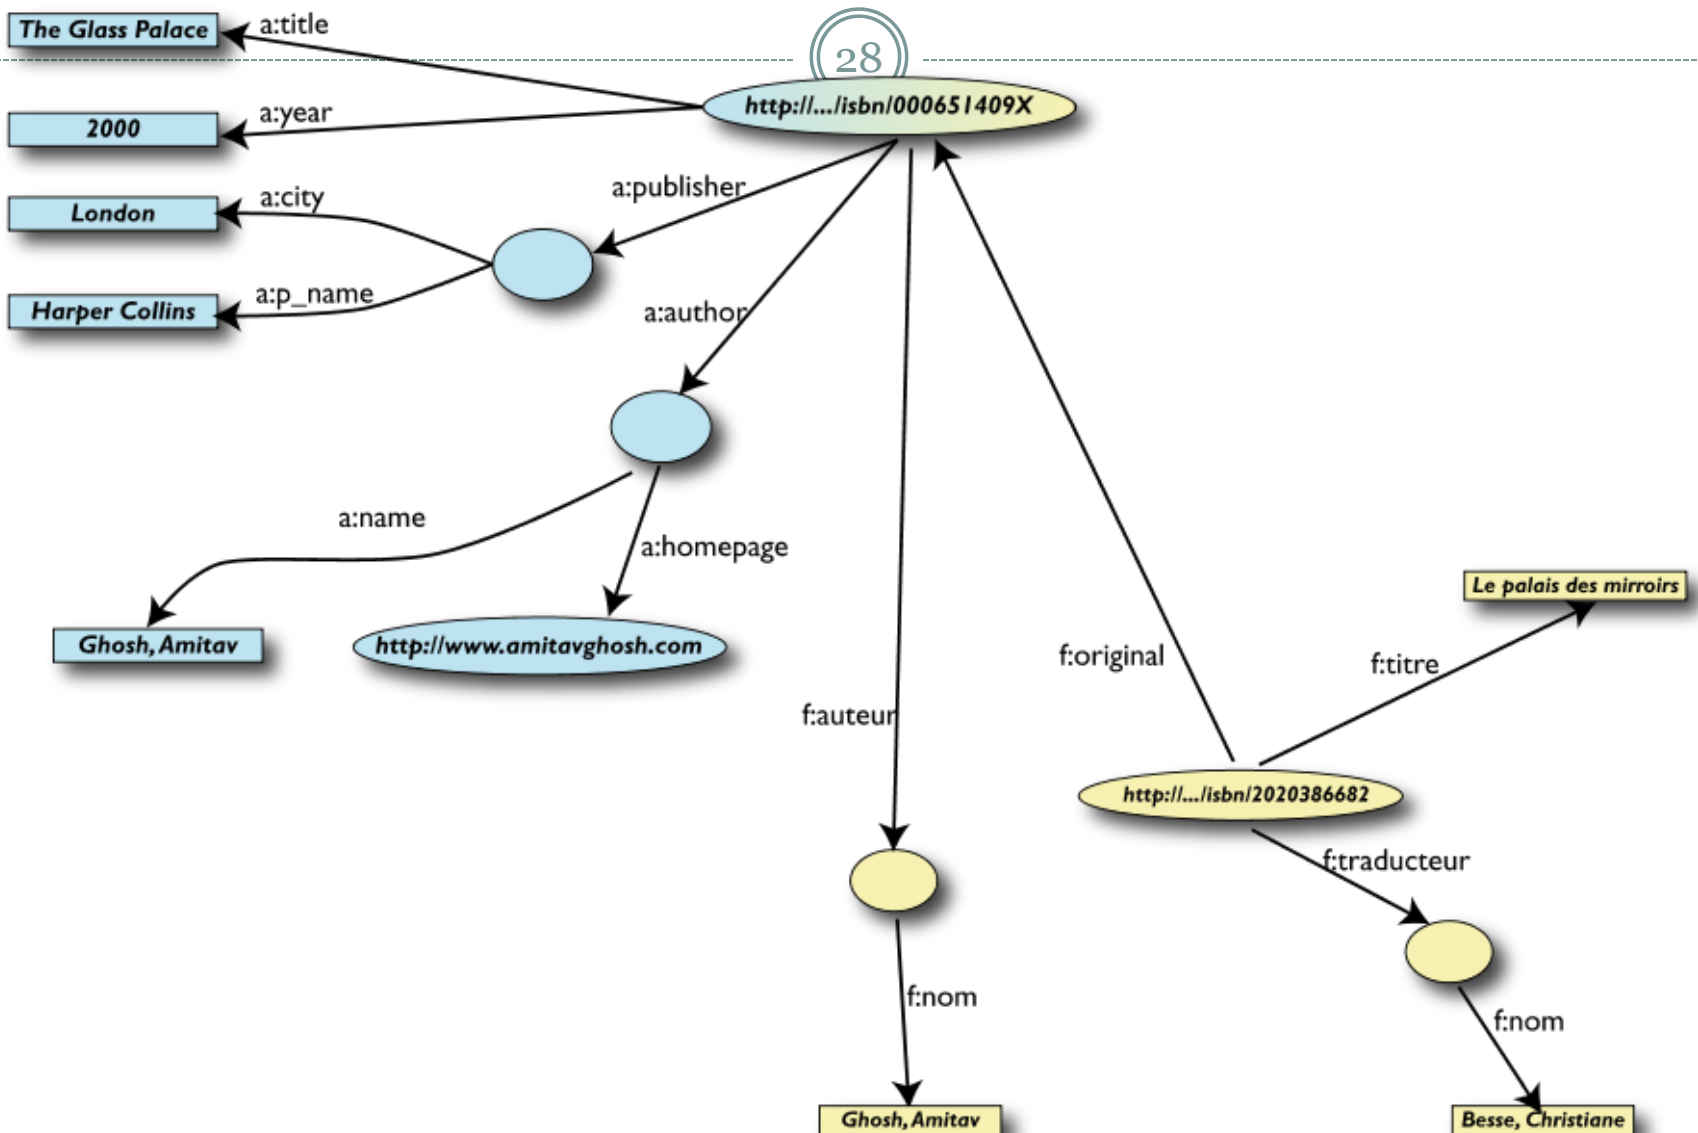 The Glass Palace
a:title
28
http://.../isbn/000651409X
2000
a:year
a:publisher
London
a:city
Harper Collins
a:p_name
a:author
a:name
a:homepage
Ghosh, Amitav
http://www.amitavghosh.com
Le palais des mirroirs
f:original
f:titre
f:auteur
http://.../isbn/2020386682
f:traducteur
f:nom
f:nom
Ghosh, Amitav
Besse, Christiane